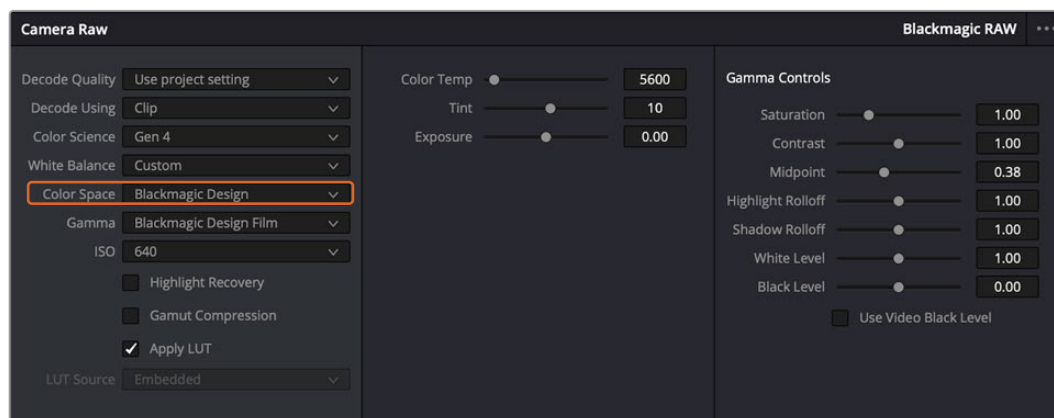 Camera Raw
Blackmagic RAW
Decode Quality Use project setting
Decode Using Clip
Color Science Gen 4
White Balance Custom
Color Space Blackmagic Design
Gamma Blackmagic Design Film
ISO 640
Highlight Recovery
Gamut Compression
Apply LUT
LUT Source Embedded
Color Temp 5600
Tint 10
Exposure 0.00
Gamma Controls
Saturation 1.00
Contrast 1.00
Midpoint 0.38
Highlight Rolloff 1.00
Shadow Rolloff 1.00
White Level 1.00
Black Level 0.00
Use Video Black Level